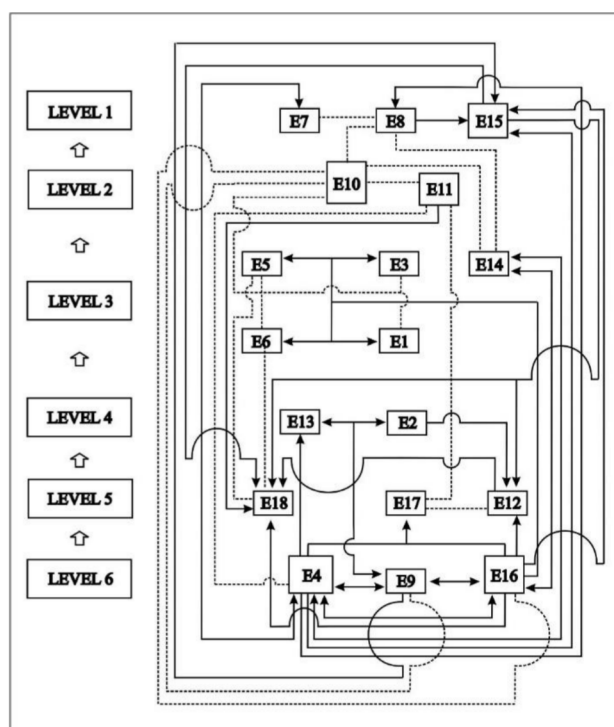 LEVEL 1
E7 E8 E15
LEVEL 2
E10 E11
E14
LEVEL 3
E5 E3
E6 E1
LEVEL 4
E13 E2
LEVEL 5
E18 E17 E12
LEVEL 6
E4 E9 E16